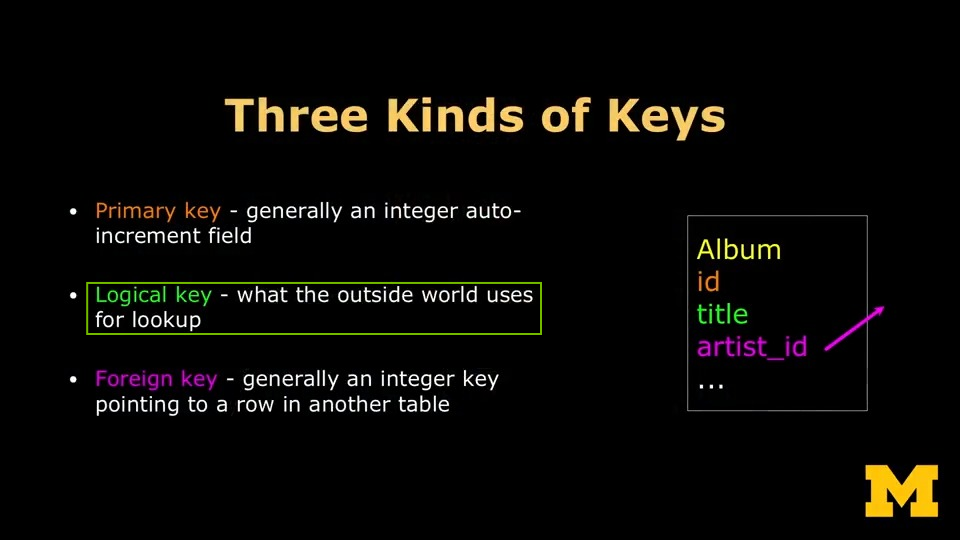 Three Kinds of Keys
• Primary key - generally an integer auto-
increment field
• Logical key - what the outside world uses
for lookup
• Foreign key - generally an integer key
pointing to a row in another table
Album
id
title
artist_id
...
M